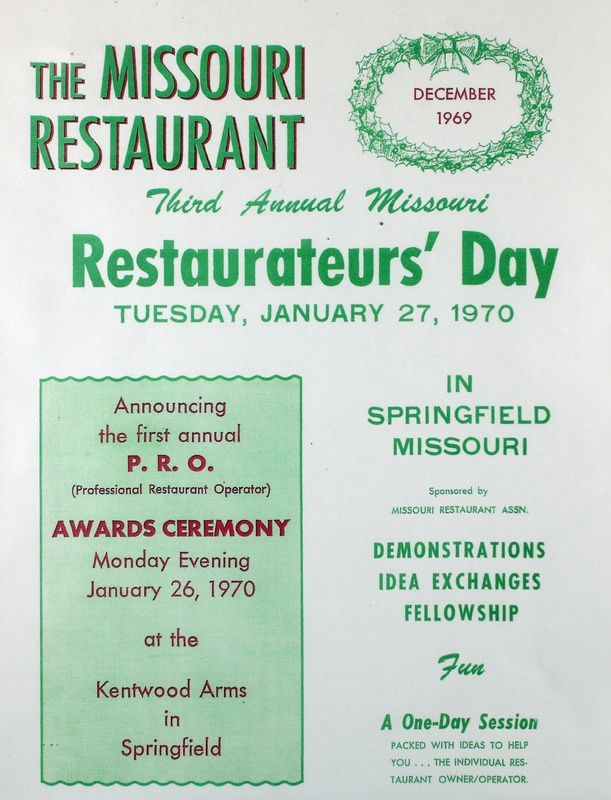 THE MISSOURI
RESTAURANT
DECEMBER
1969
Third Annual Missouri
Restaurateurs' Day
TUESDAY, JANUARY 27, 1970
Announcing
the first annual
P. R. O.
(Professional Restaurant Operator)
AWARDS CEREMONY
Monday Evening
January 26, 1970
at the
Kentwood Arms
in
Springfield
IN
SPRINGFIELD
MISSOURI
Sponsored by
MISSOURI RESTAURANT ASSN.
DEMONSTRATIONS
IDEA EXCHANGES
FELLOWSHIP
Fun
A One-Day Session
PACKED WITH IDEAS TO HELP
YOU . . . THE INDIVIDUAL RES-
TAURANT OWNER/OPERATOR.